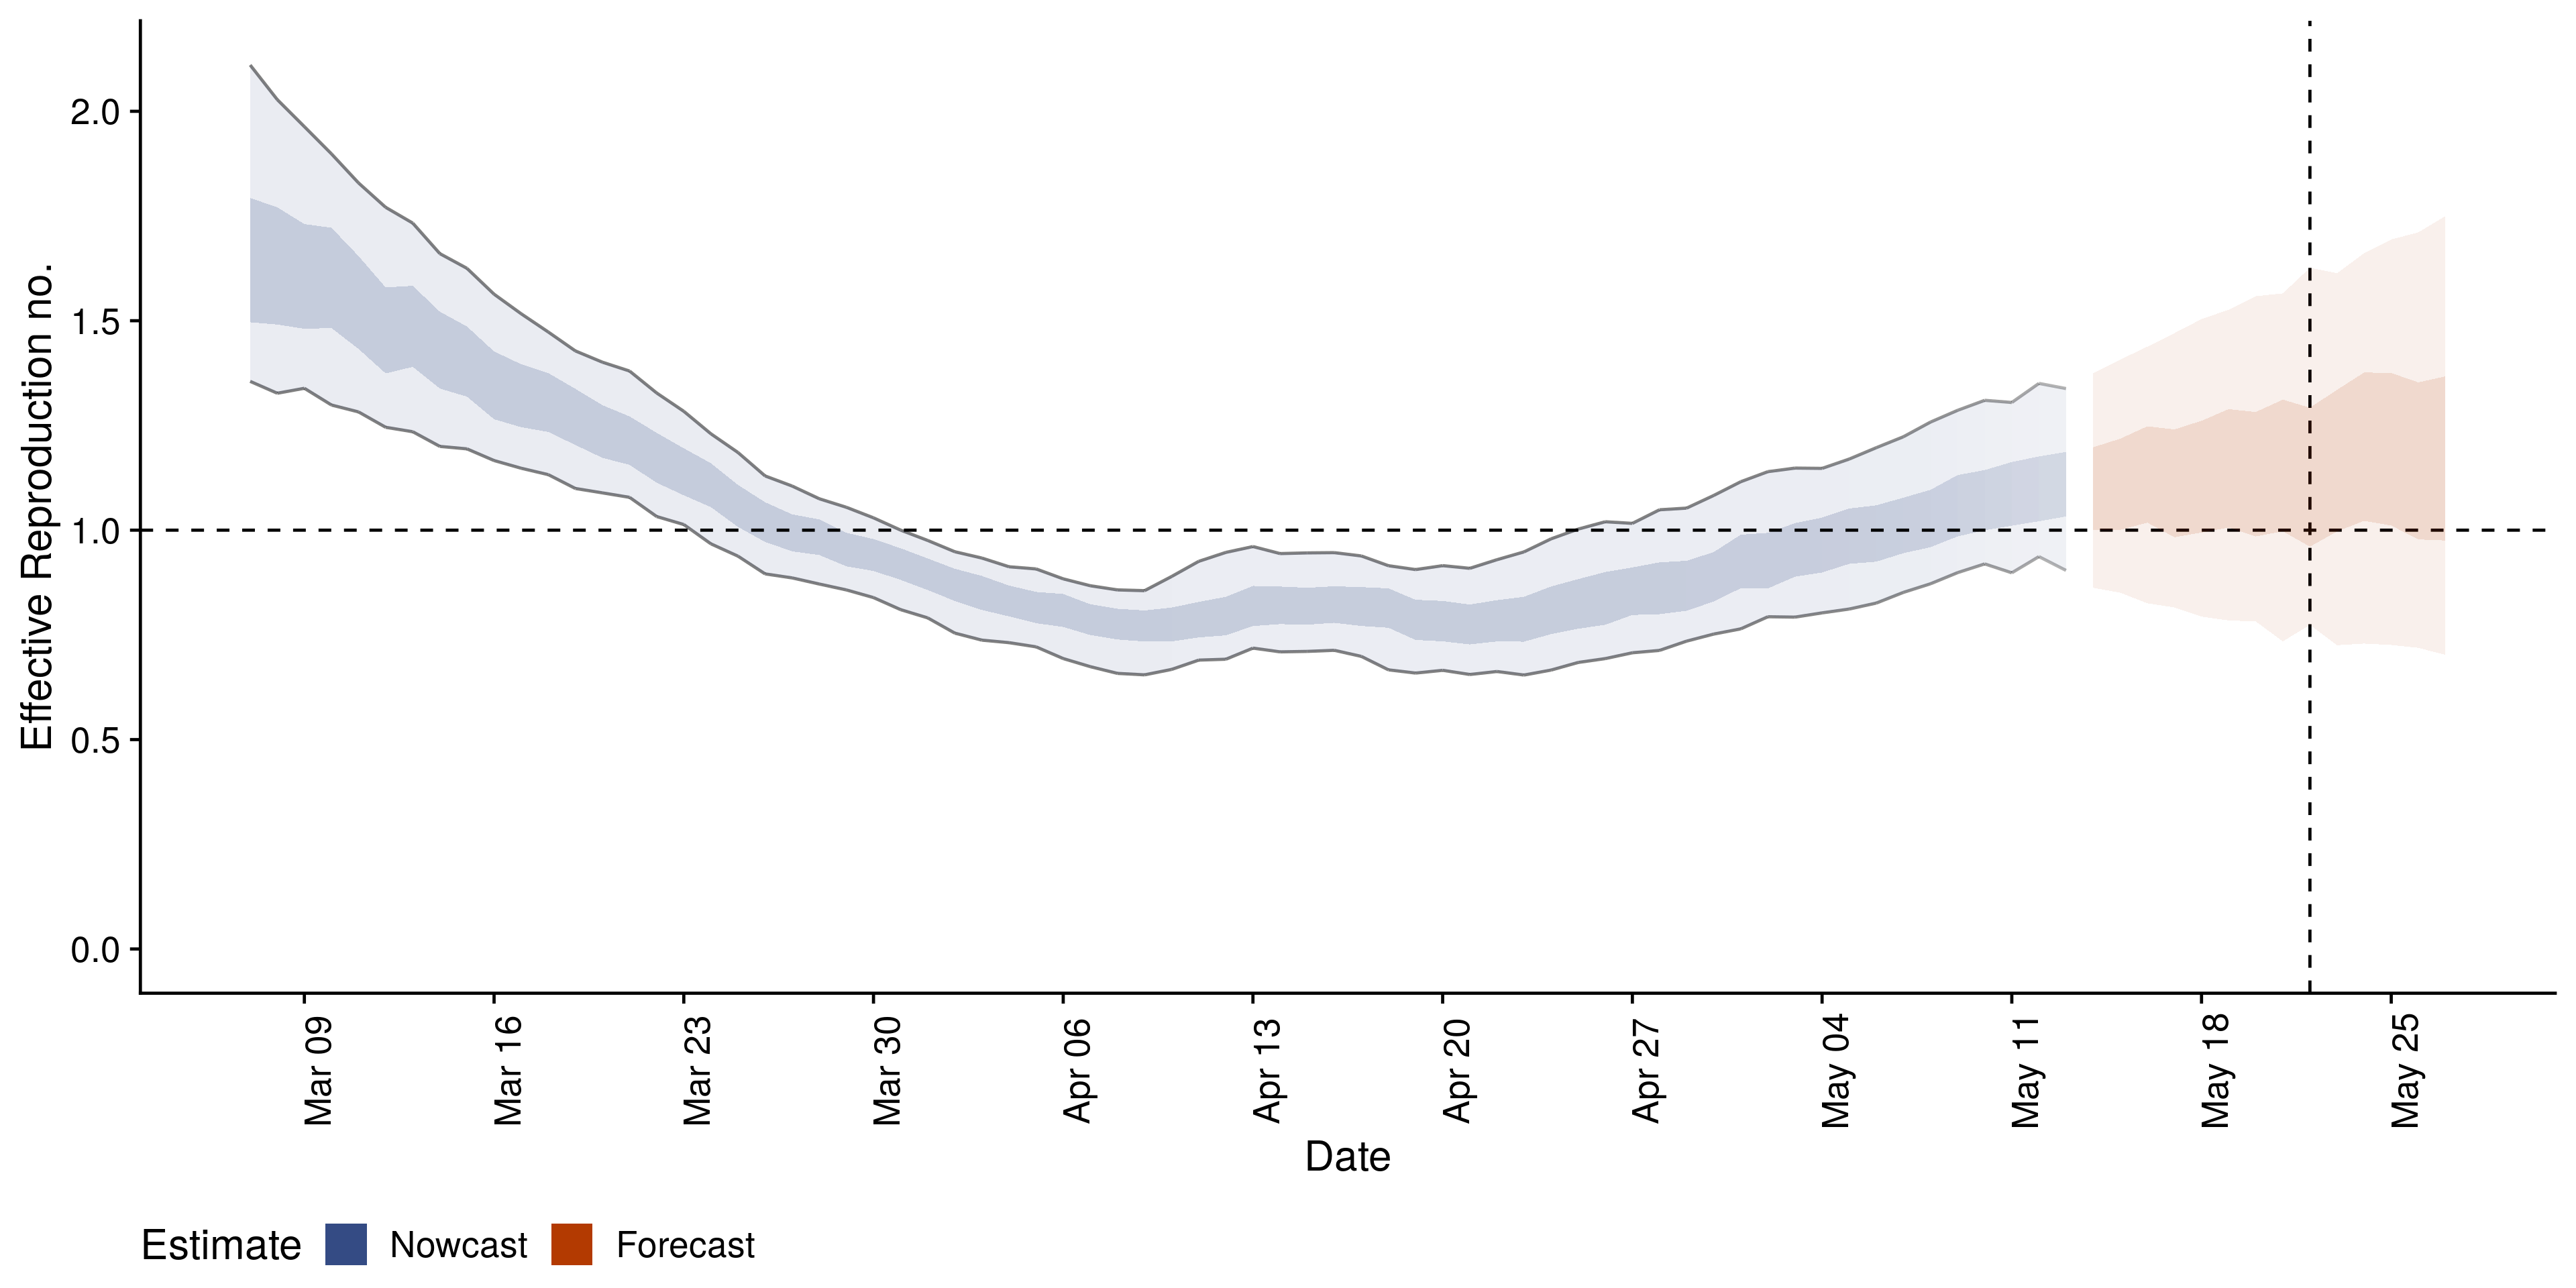 Effective Reproduction no.
2.0
1.5
1.0
0.5
0.0
Mar 09
Mar 16
Mar 23
Mar 30
Apr 06
Apr 13
Apr 20
Apr 27
May 04
May 11
May 18
May 25
Date
Estimate Nowcast Forecast